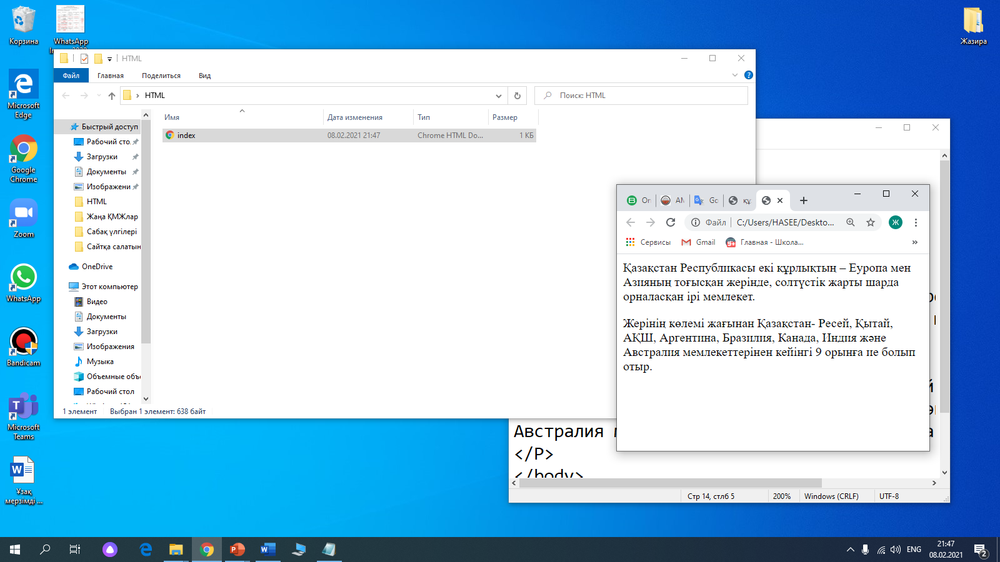 Корзина
WhatsApp
Жазира
HTML
Файл
Главная
Поделиться
Вид
HTML
Поиск: HTML
Имя
Дата изменения
Тип
Размер
index
08.02.2021 21:47
Chrome HTML Do...
1 КБ
Быстрый доступ
Рабочий сто
Загрузки
Документы
Изображени
HTML
Жаңа ҚМЖлар
Сабақ үлгілері
Сайтқа салатын
OneDrive
Этот компьютер
Видео
Документы
Загрузки
Изображения
Музыка
Объемные объ
Рабочий стол
1 элемент
Выбран 1 элемент: 638 байт
Microsoft
Edge
Google
Chrome
Zoom
WhatsApp
Bandicam
Microsoft
Teams
Ұзақ
мерзімді ...
Файл
C:/Users/HASEE/Deskto...
Ж
Сервисы
Gmail
Главная - Школа...
»
Қазақстан Республикасы екі құрлықтың – Еуропа мен
Азияның тоғысқан жерінде, солтүстік жарты шарда
орналасқан ірі мемлекет.
Жерінің көлемі жағынан Қазақстан- Ресей, Қытай,
АҚШ, Аргентина, Бразилия, Канада, Индия және
Австралия мемлекеттерінен кейінгі 9 орынға ие болып
отыр.
Австралия
</P>
</body>
Стр 14, стлб 5
200%
Windows (CRLF)
UTF-8
ENG
21:47
08.02.2021
2